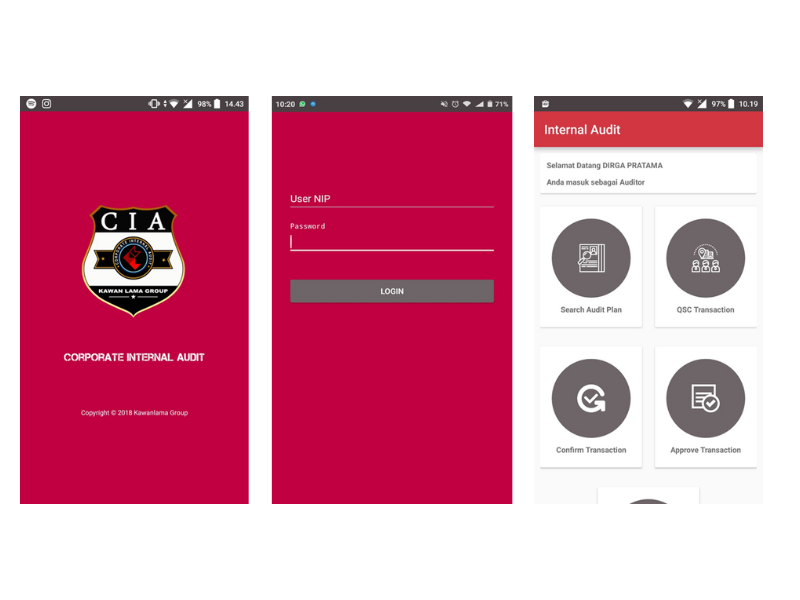 98% 14.43
CIA
CORPORATE INTERNAL AUDIT
KAWAN LAMA GROUP
CORPORATE INTERNAL AUDIT
Copyright © 2018 Kawanlama Group
10:20 71%
User NIP
Password
LOGIN
97% 10.19
Internal Audit
Selamat Datang DIRGA PRATAMA
Anda masuk sebagai Auditor
Search Audit Plan
QSC Transaction
Confirm Transaction
Approve Transaction